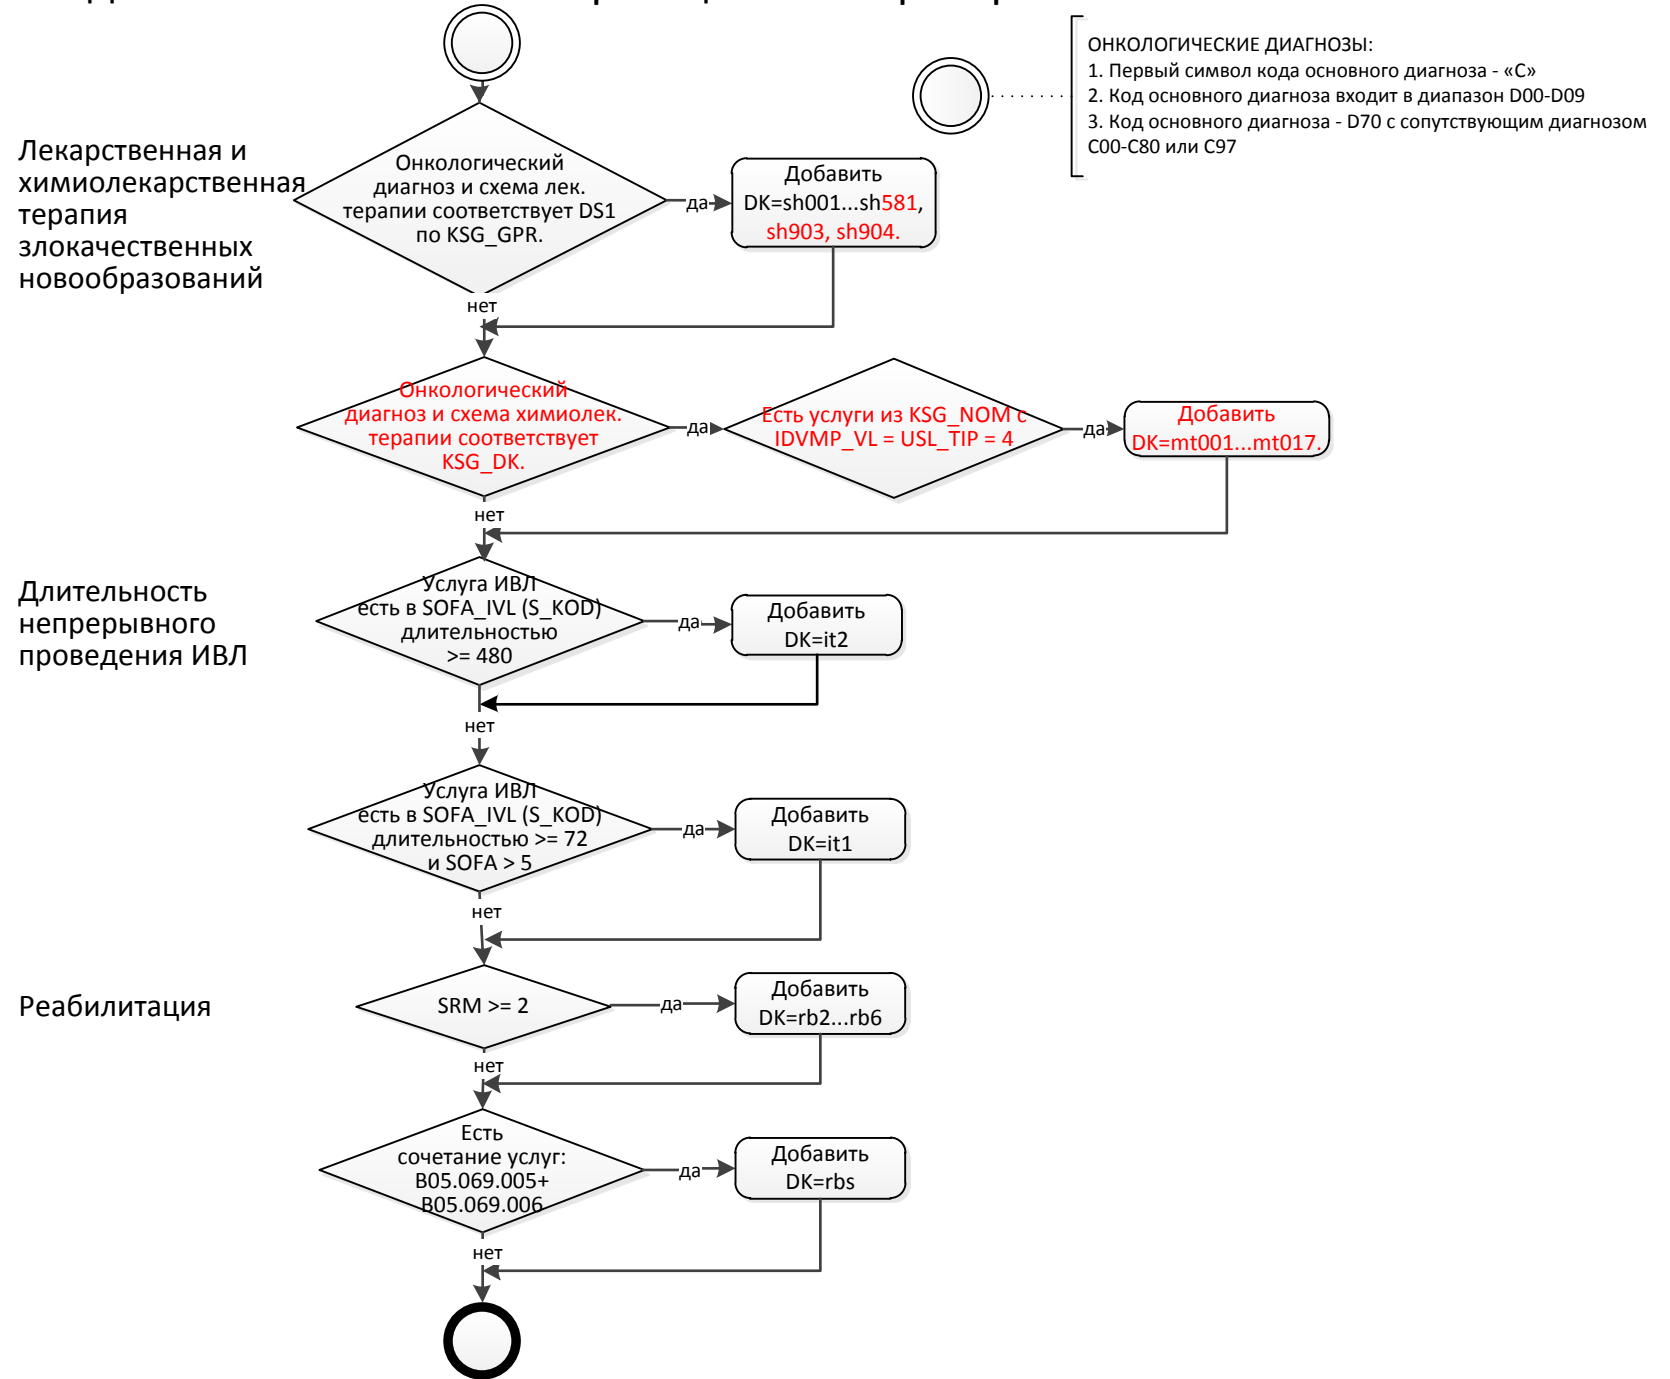 ОНКОЛОГИЧЕСКИЕ ДИАГНОЗЫ:
1. Первый символ кода основного диагноза - «C»
2. Код основного диагноза входит в диапазон D00-D09
3. Код основного диагноза - D70 с сопутствующим диагнозом
C00-C80 или C97
Лекарственная и
химиолекарственная
терапия
злокачественных
новообразований
Онкологический
диагноз и схема лек.
терапии соответствует DS1
по KSG_GPR.
да
Добавить
DK=sh001...sh581,
sh903, sh904.
нет
Онкологический
диагноз и схема химиолек.
терапии соответствует
KSG_DK.
да
Есть услуги из KSG_NOM с
IDVMP_VL = USL_TIP = 4
да
Добавить
DK=mt001...mt017.
нет
Длительность
непрерывного
проведения ИВЛ
Услуга ИВЛ
есть в SOFA_IVL (S_KOD)
длительностью
>= 480
да
Добавить
DK=it2
нет
Услуга ИВЛ
есть в SOFA_IVL (S_KOD)
длительностью >= 72
и SOFA > 5
да
Добавить
DK=it1
нет
Реабилитация
SRM >= 2
да
Добавить
DK=rb2...rb6
нет
Есть
сочетание услуг:
B05.069.005+
B05.069.006
да
Добавить
DK=rbs
нет